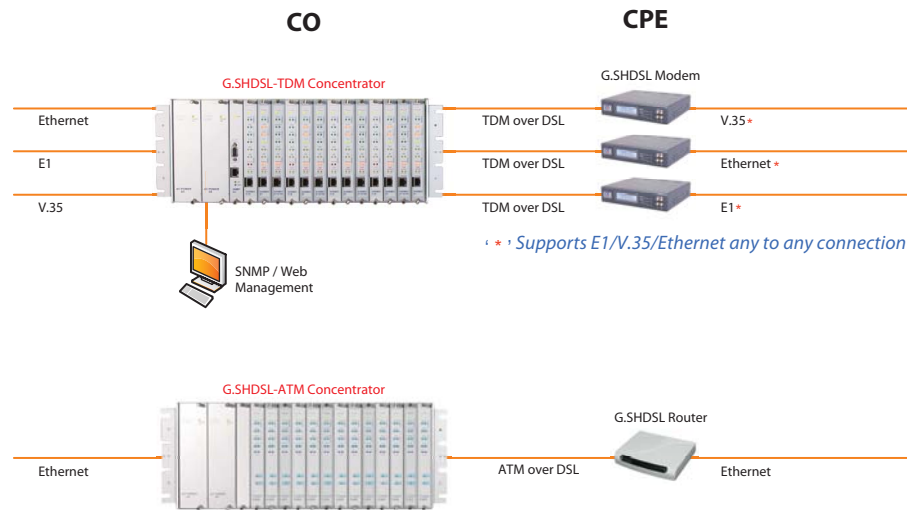 CO CPE
G.SHDSL-TDM Concentrator
G.SHDSL Modem
Ethernet
TDM over DSL
V.35*
E1
TDM over DSL
Ethernet *
V.35
TDM over DSL
E1*
‘ * ’ Supports E1/V.35/Ethernet any to any connection
SNMP / Web
Management
G.SHDSL-ATM Concentrator
G.SHDSL Router
Ethernet
ATM over DSL
Ethernet